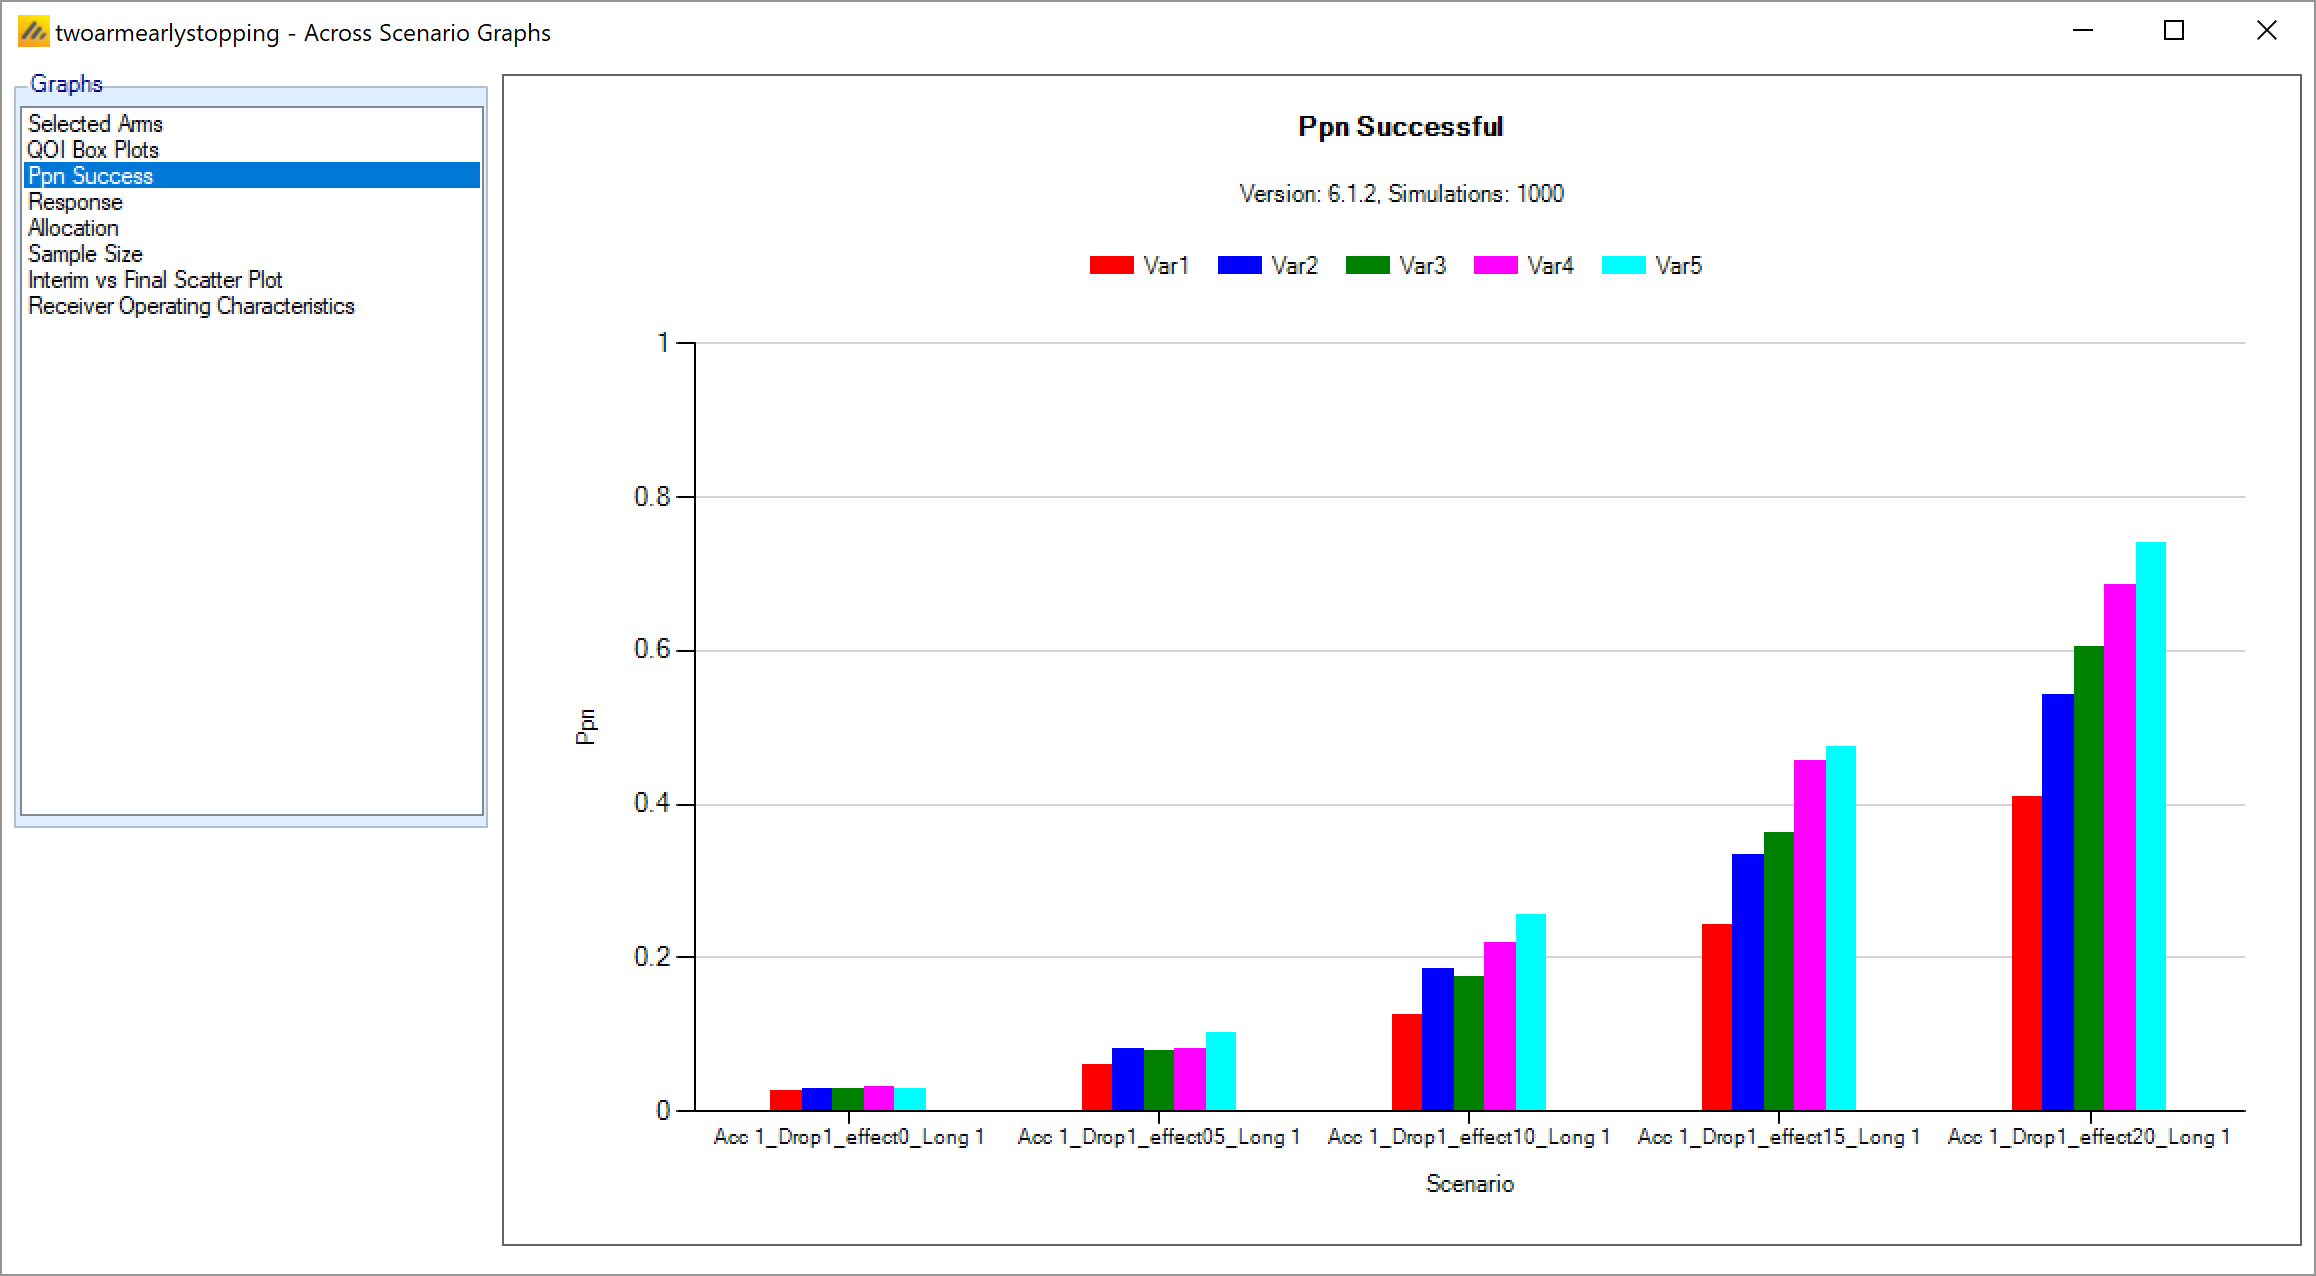 twoarmearlystopping - Across Scenario Graphs
Graphs
Selected Arms
QOI Box Plots
Ppn Success
Response
Allocation
Sample Size
Interim vs Final Scatter Plot
Receiver Operating Characteristics
Ppn Successful
Version: 6.1.2, Simulations: 1000
Var1 Var2 Var3 Var4 Var5
1
0.8
0.6
0.4
0.2
0
Ppn
Acc 1_Drop1_effect0_Long 1 Acc 1_Drop1_effect05_Long 1 Acc 1_Drop1_effect10_Long 1 Acc 1_Drop1_effect15_Long 1 Acc 1_Drop1_effect20_Long 1
Scenario